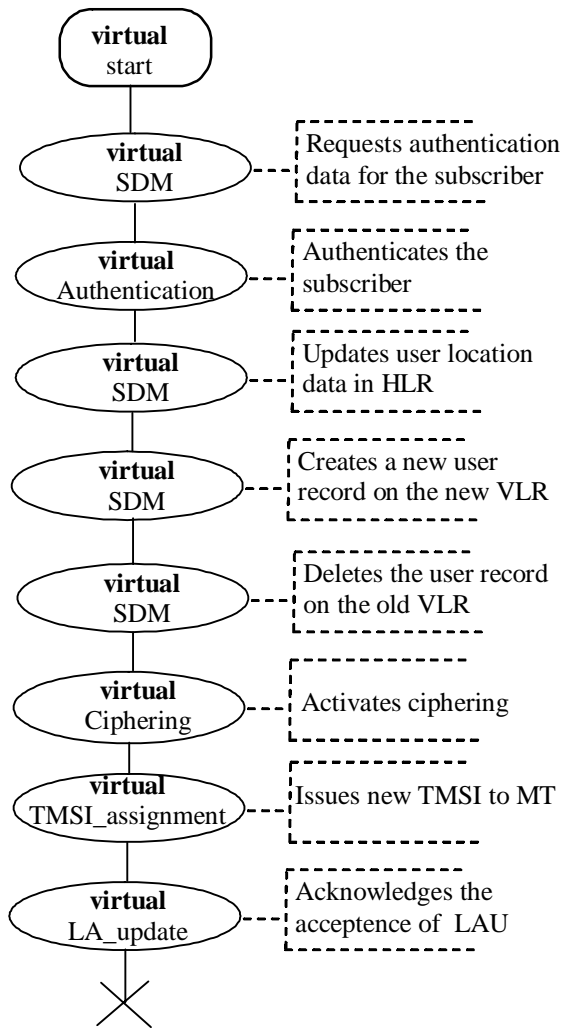 virtual
start
virtual
SDM
Requests authentication
data for the subscriber
virtual
Authentication
Authenticates the
subscriber
virtual
SDM
Updates user location
data in HLR
virtual
SDM
Creates a new user
record on the new VLR
virtual
SDM
Deletes the user record
on the old VLR
virtual
Ciphering
Activates ciphering
virtual
TMSI_assignment
Issues new TMSI to MT
virtual
LA_update
Acknowledges the
acceptence of LAU